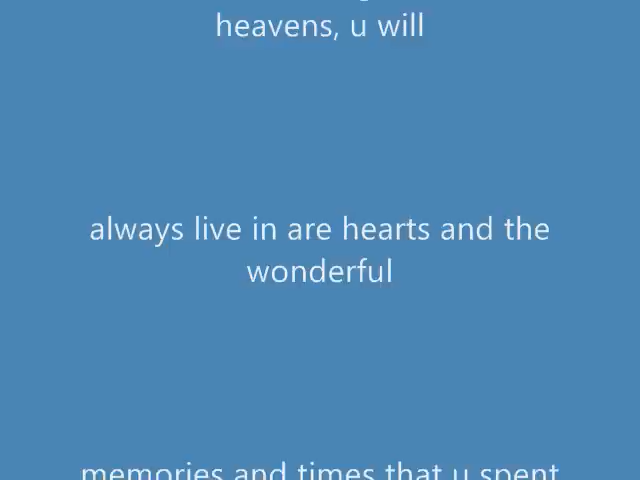 heavens, u will
always live in are hearts and the
wonderful
memories and times that u spent